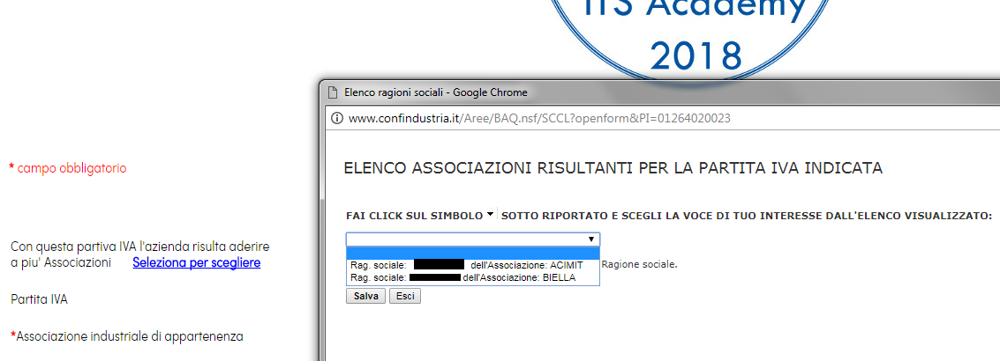 ITS Academy
2018
Elenco ragioni sociali - Google Chrome
www.confindustria.it/Aree/BAQ.nsf/SCCL?openform&PI=01264020023
ELENCO ASSOCIAZIONI RISULTANTI PER LA PARTITA IVA INDICATA
FAI CLICK SUL SIMBOLO SOTTO RIPORTATO E SCEGLI LA VOCE DI TUO INTERESSE DALL'ELENCO VISUALIZZATO:
Rag. sociale: dell'Associazione: ACIMIT
Ragione sociale.
Rag. sociale: dell'Associazione: BIELLA
Salva Esci
* campo obbligatorio
Con questa partiva IVA l'azienda risulta aderire
a piu' Associazioni Seleziona per scegliere
Partita IVA
*Associazione industriale di appartenenza